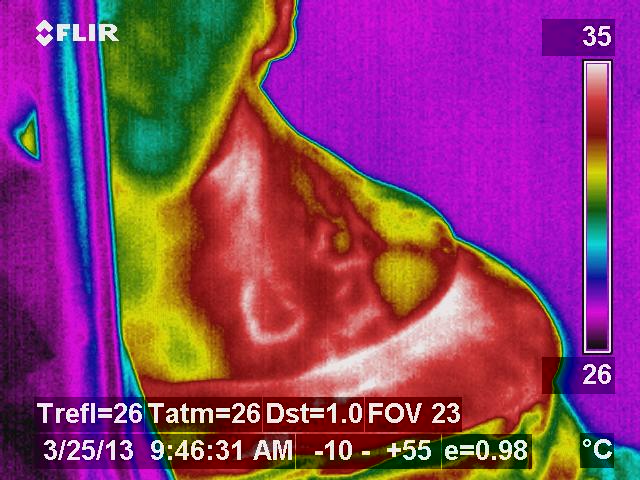 FLIR
35
26
Trefl=26 Tatm=26 Dst=1.0 FOV 23
3/25/13 9:46:31 AM -10 - +55 e=0.98 °C